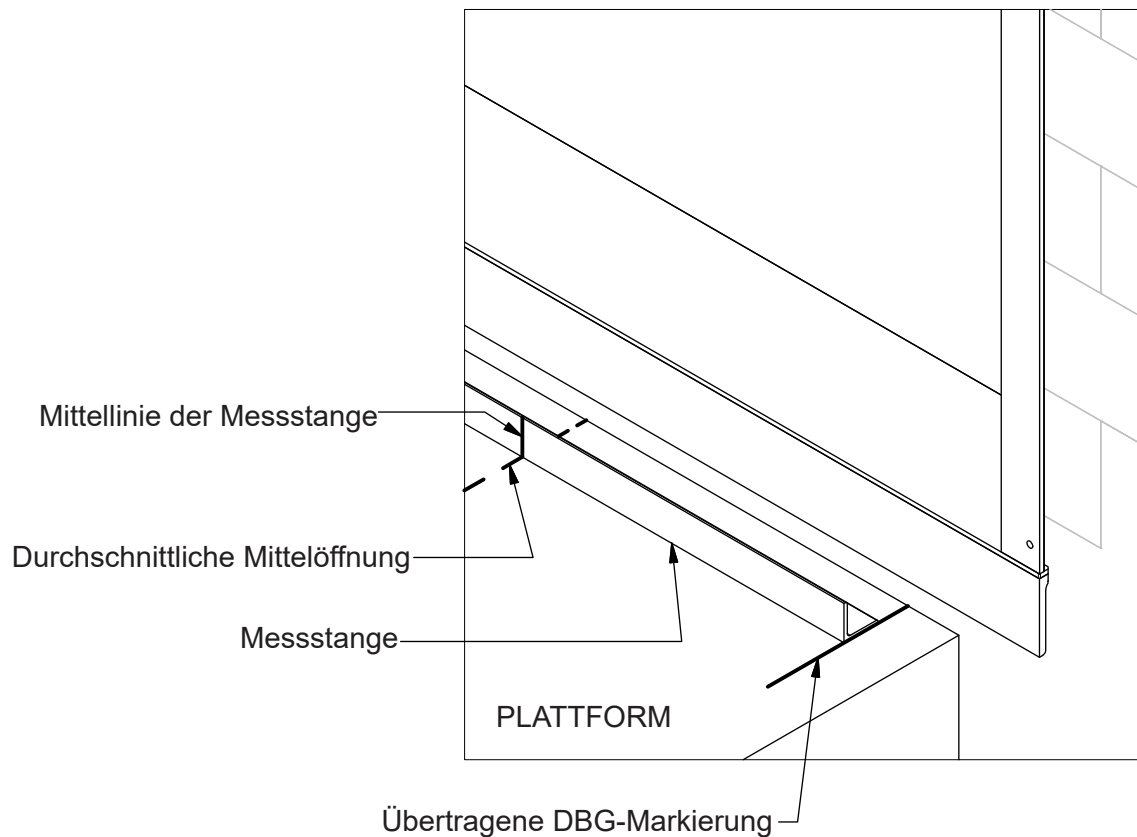 Mittellinie der Messstange
Durchschnittliche Mittelöffnung
Messstange
PLATTFORM
Übertragene DBG-Markierung